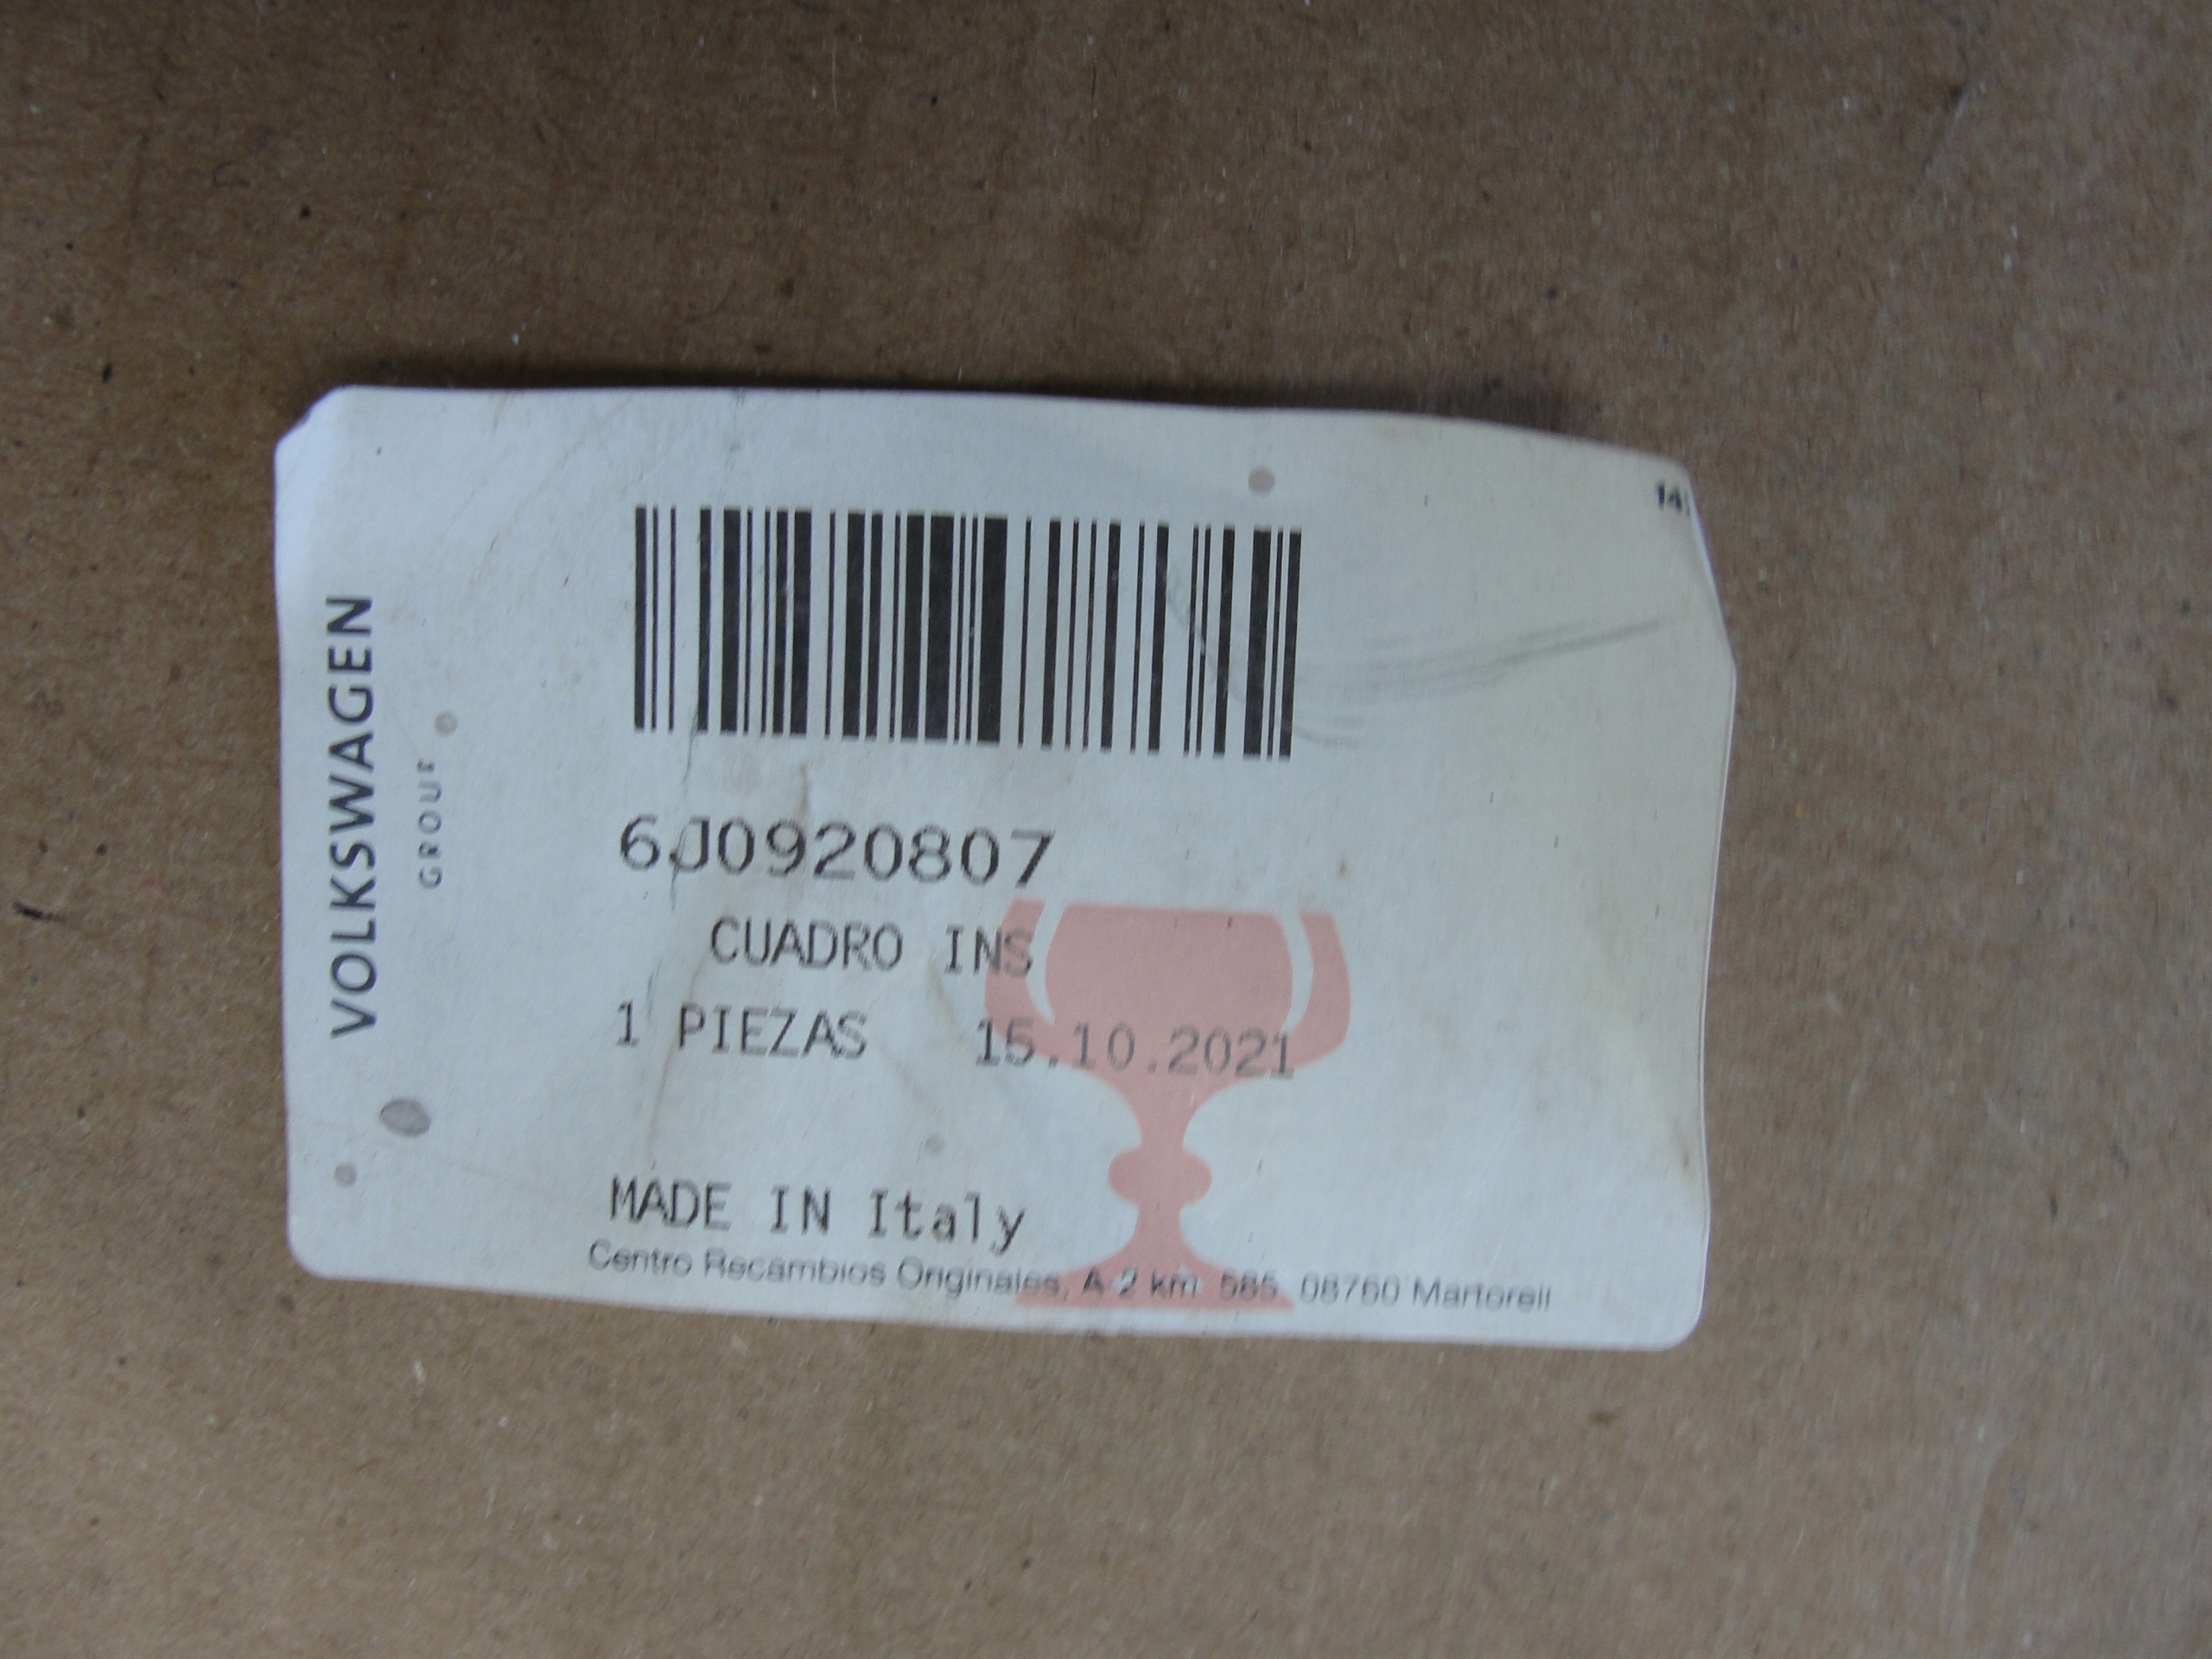 14
VOLKSWAGEN
GROUP
6J0920807
CUADRO INS
1 PIEZAS 15.10.2021
MADE IN Italy
Centro Recambios Originales, A-2 km 585 08760 Martorell